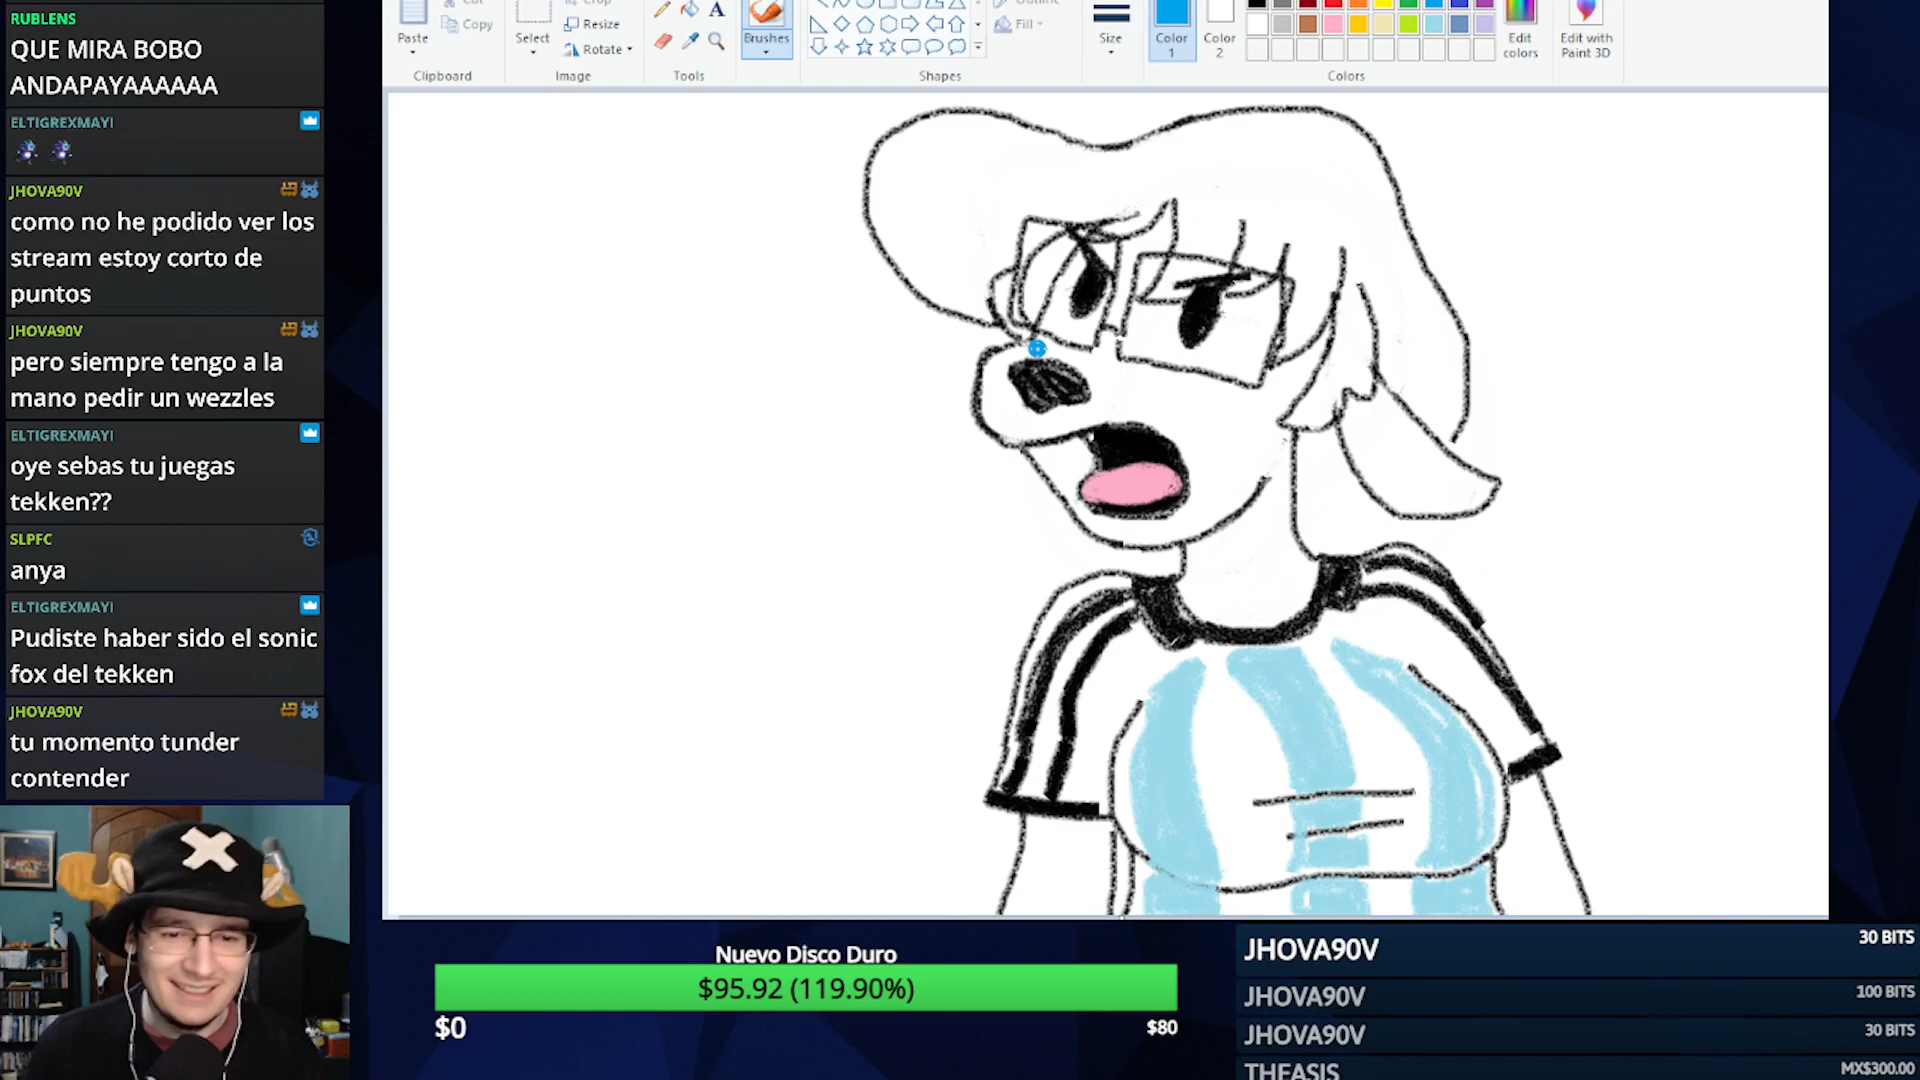 RUBLENS
QUE MIRA BOBO
ANDAPAYAAAAAA
ELTIGREXMAYI
JHOVA90V
como no he podido ver los
stream estoy corto de
puntos
JHOVA90V
pero siempre tengo a la
mano pedir un wezzles
ELTIGREXMAYI
oye sebas tu juegas
tekken??
SLPFC
anya
ELTIGREXMAYI
Pudiste haber sido el sonic
fox del tekken
JHOVA90V
tu momento tunder
contender
Paste
Cut
Copy
Clipboard
Select
Crop
Resize
Rotate
Image
A
Tools
Brushes
Outline
Fill
Shapes
Size
Color
1
Color
2
Edit
colors
Colors
Edit with
Paint 3D
Nuevo Disco Duro
$95.92 (119.90%)
$0
$80
JHOVA90V 30 BITS
JHOVA90V 100 BITS
JHOVA90V 30 BITS
THEASIS MX$300.00